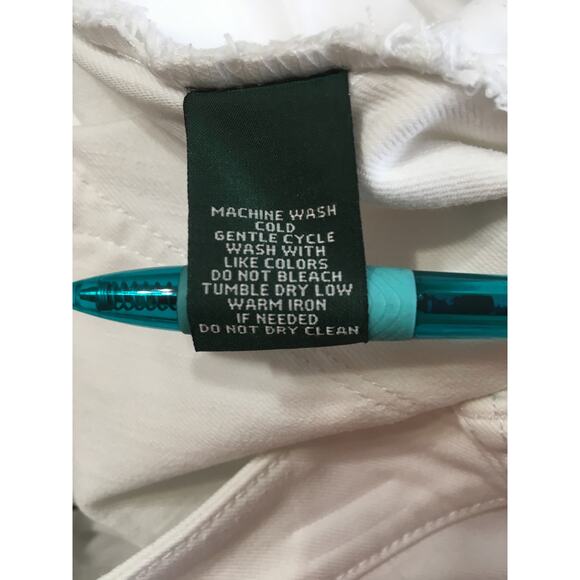 MACHINE WASH
COLD
GENTLE CYCLE
WASH WITH
LIKE COLORS
DO NOT BLEACH
TUMBLE DRY LOW
WARM IRON
IF NEEDED
DO NOT DRY CLEAN